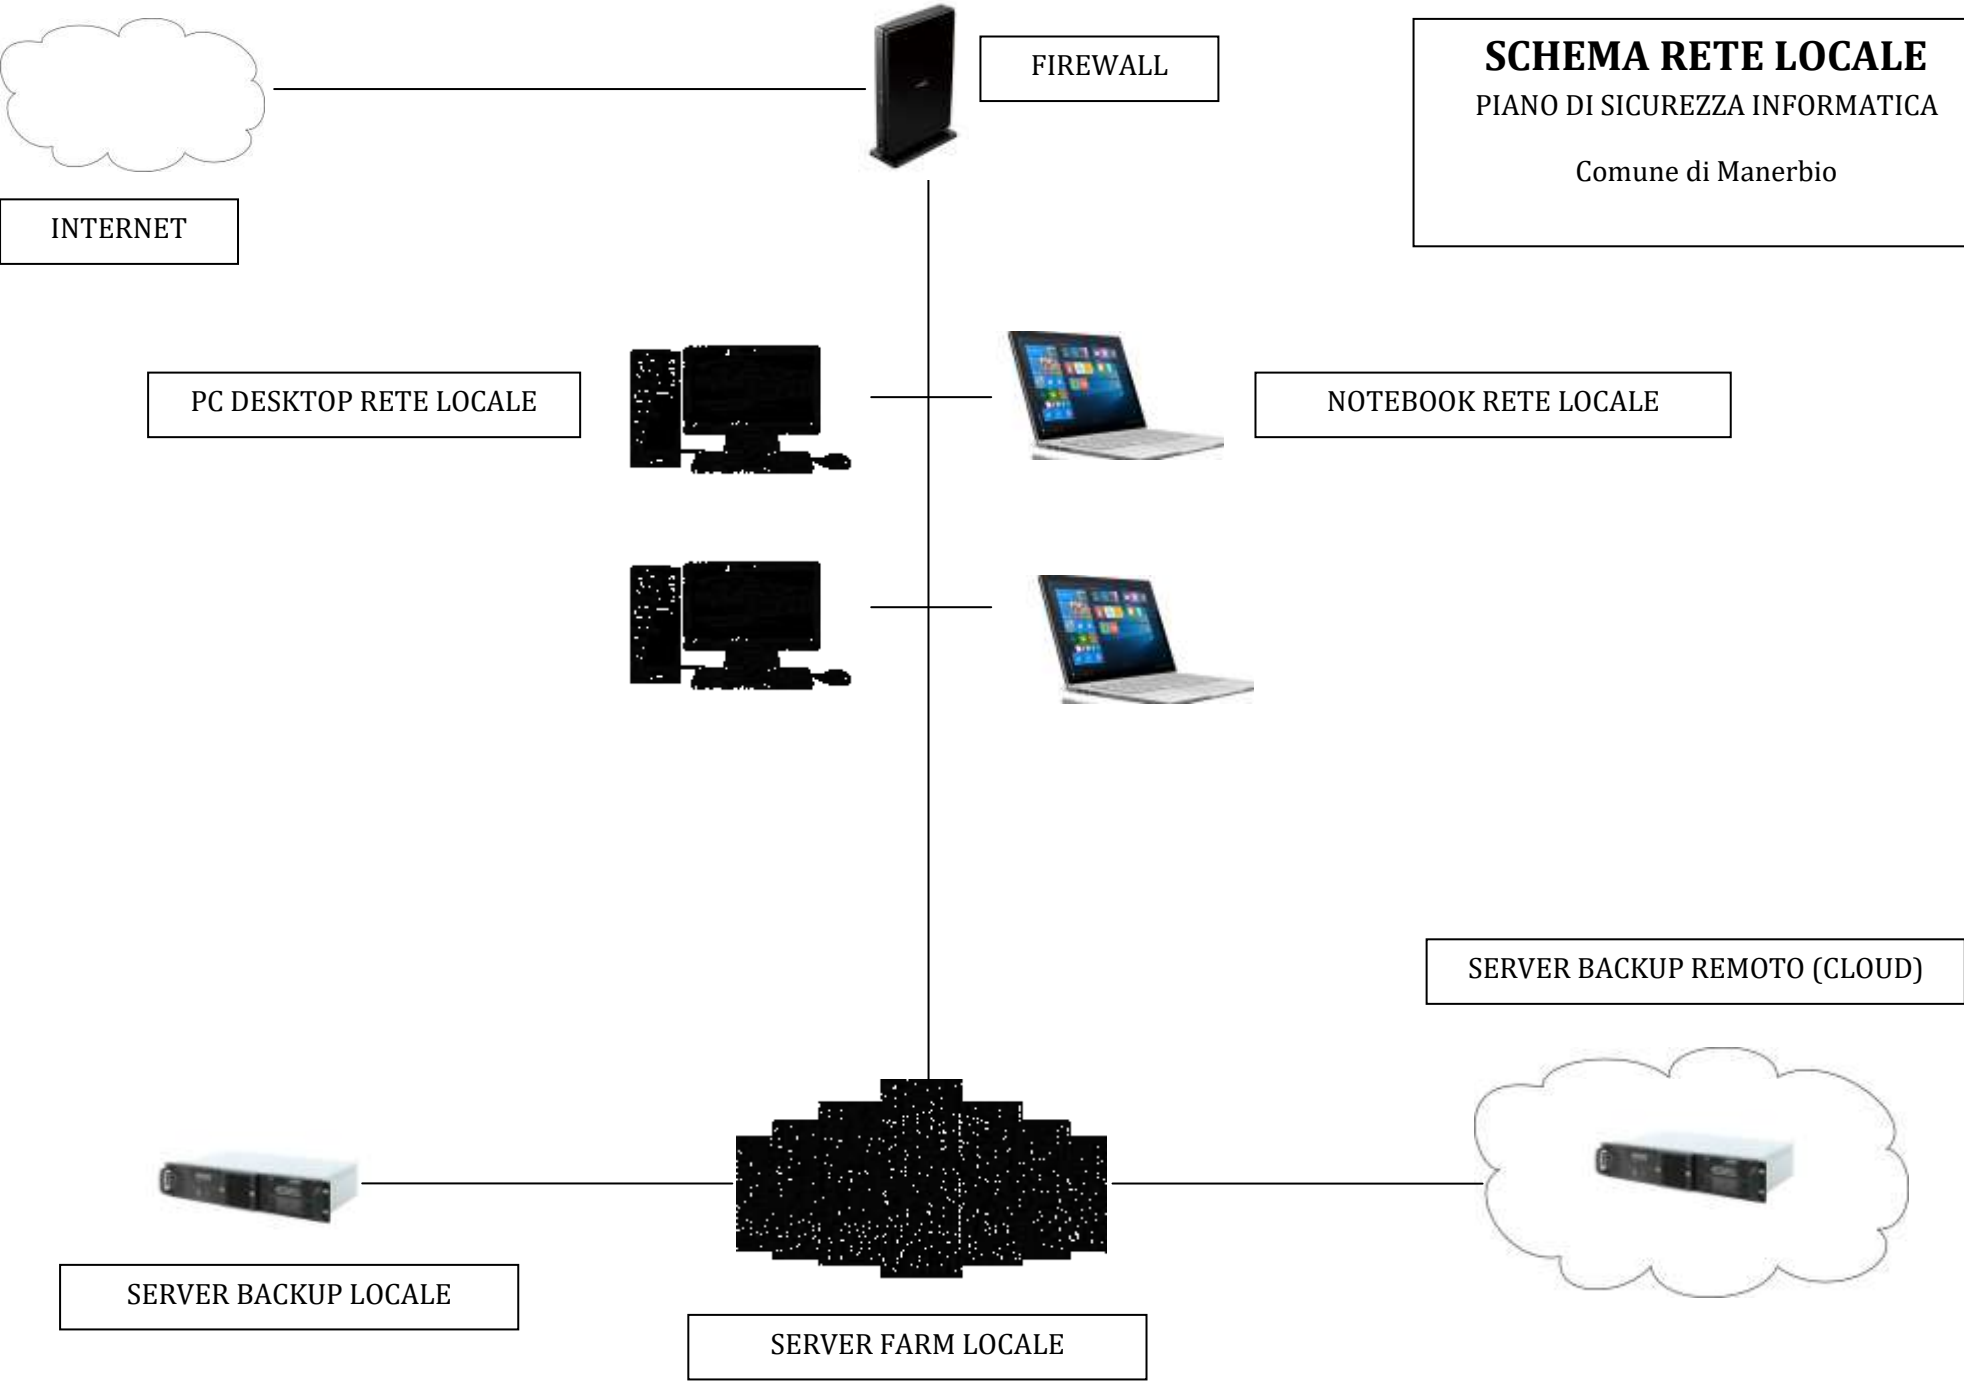 FIREWALL
SCHEMA RETE LOCALE
PIANO DI SICUREZZA INFORMATICA
Comune di Manerbio
INTERNET
PC DESKTOP RETE LOCALE
NOTEBOOK RETE LOCALE
SERVER BACKUP REMOTO (CLOUD)
SERVER BACKUP LOCALE
SERVER FARM LOCALE